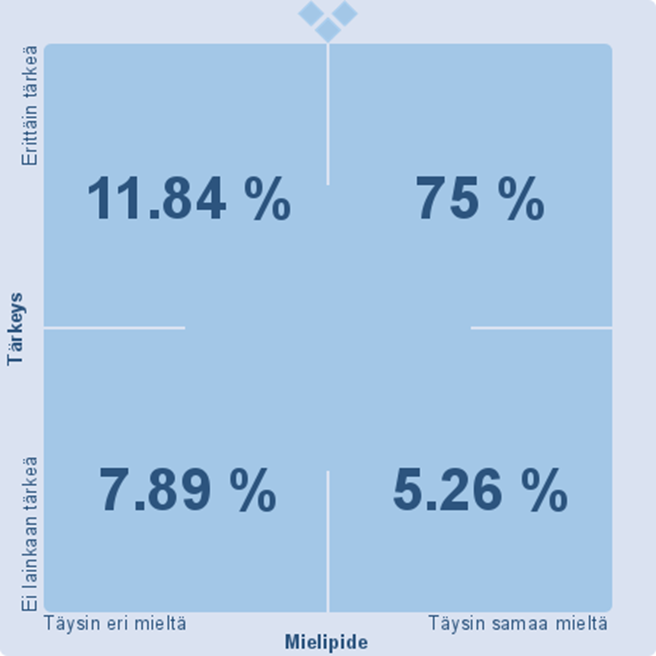 Erittäin tärkeä
11.84 %
75 %
Tärkeys
7.89 %
5.26 %
Ei lainkaan tärkeä
Täysin eri mieltä
Täysin samaa mieltä
Mielipide